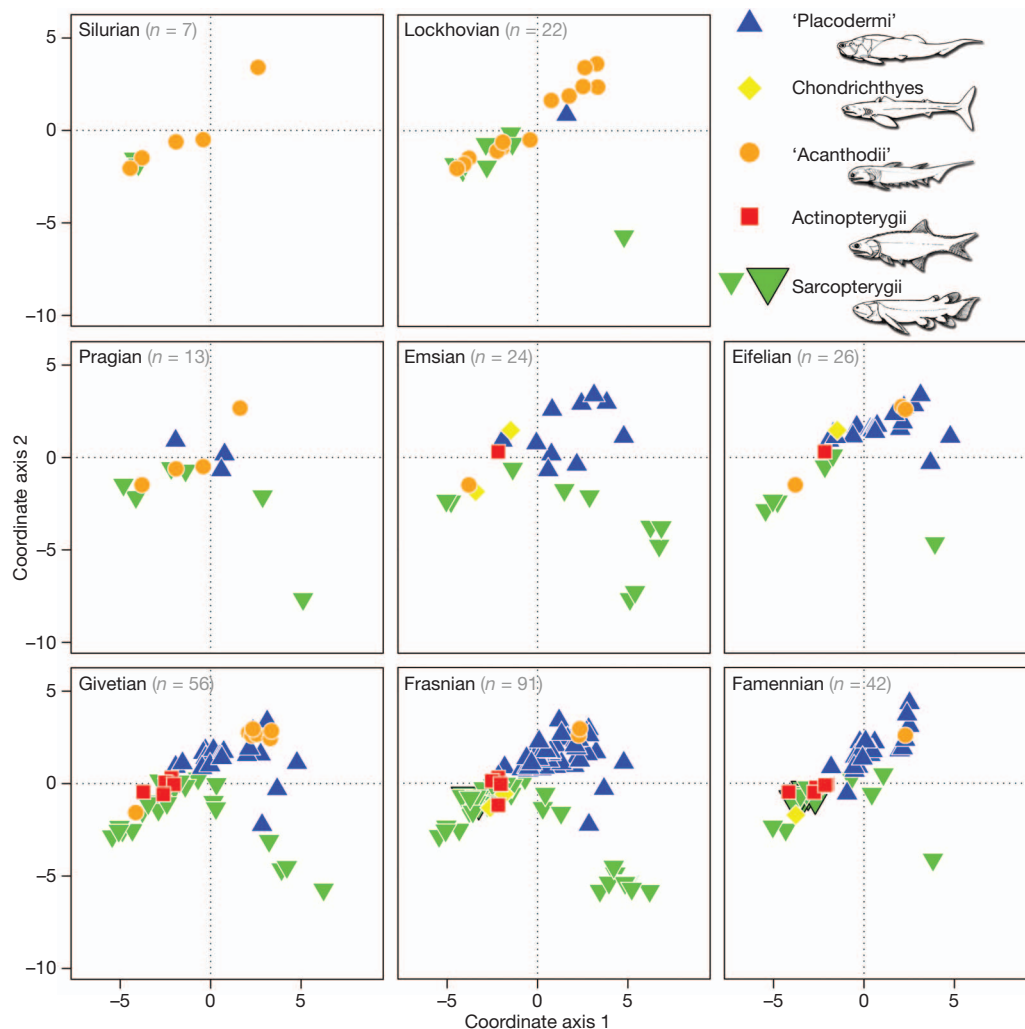 Silurian (n = 7)
Lockhovian (n = 22)
'Placodermi'
Chondrichthyes
'Acanthodii'
Actinopterygii
Sarcopterygii
5
0
−5
−10
Pragian (n = 13)
Emsian (n = 24)
Eifelian (n = 26)
5
0
−5
−10
Coordinate axis 2
Givetian (n = 56)
Frasnian (n = 91)
Famennian (n = 42)
5
0
−5
−10
−5 0 5 −5 0 5 −5 0 5
Coordinate axis 1